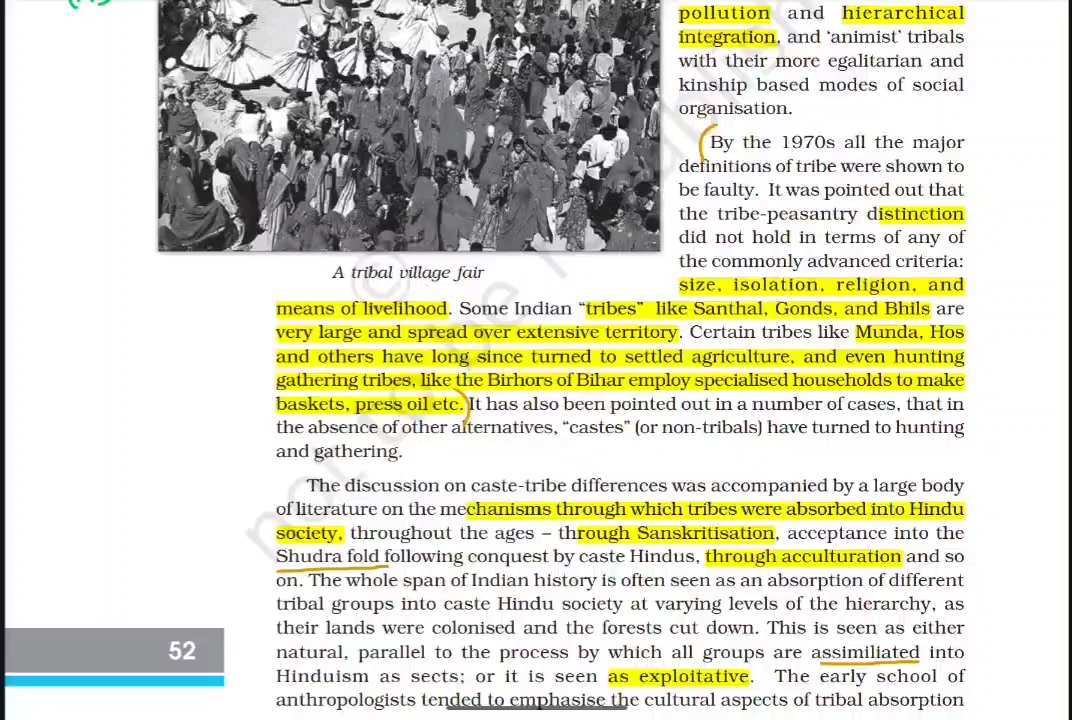 pollution and hierarchical
integration, and ‘animist’ tribals
with their more egalitarian and
kinship based modes of social
organisation.
By the 1970s all the major
definitions of tribe were shown to
be faulty. It was pointed out that
the tribe-peasantry distinction
did not hold in terms of any of
the commonly advanced criteria:
size, isolation, religion, and
A tribal village fair
means of livelihood. Some Indian “tribes” like Santhal, Gonds, and Bhils are
very large and spread over extensive territory. Certain tribes like Munda, Hos
and others have long since turned to settled agriculture, and even hunting
gathering tribes, like the Birhors of Bihar employ specialised households to make
baskets, press oil etc. It has also been pointed out in a number of cases, that in
the absence of other alternatives, “castes” (or non-tribals) have turned to hunting
and gathering.
The discussion on caste-tribe differences was accompanied by a large body
of literature on the mechanisms through which tribes were absorbed into Hindu
society, throughout the ages – through Sanskritisation, acceptance into the
Shudra fold following conquest by caste Hindus, through acculturation and so
on. The whole span of Indian history is often seen as an absorption of different
tribal groups into caste Hindu society at varying levels of the hierarchy, as
their lands were colonised and the forests cut down. This is seen as either
natural, parallel to the process by which all groups are assimiliated into
Hinduism as sects; or it is seen as exploitative. The early school of
anthropologists tended to emphasise the cultural aspects of tribal absorption
52